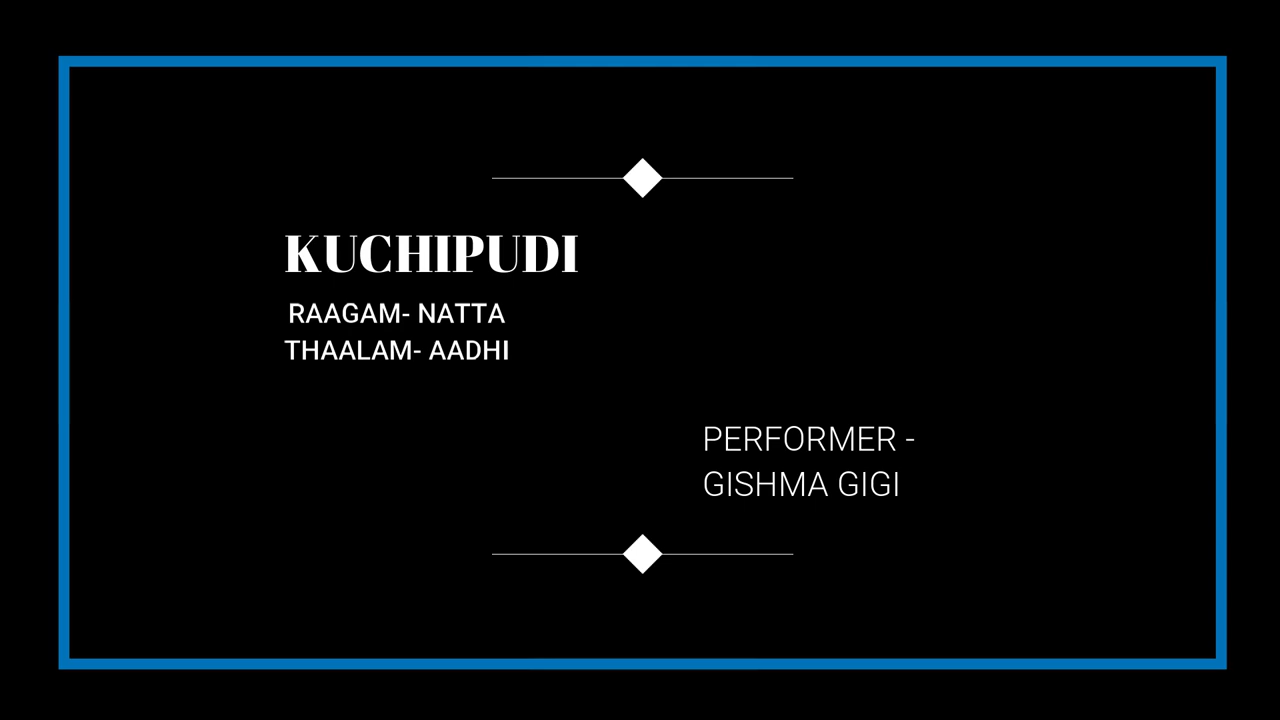 KUCHIPUDI
RAAGAM- NATTA
THAALAM- AADHI
PERFORMER -
GISHMA GIGI